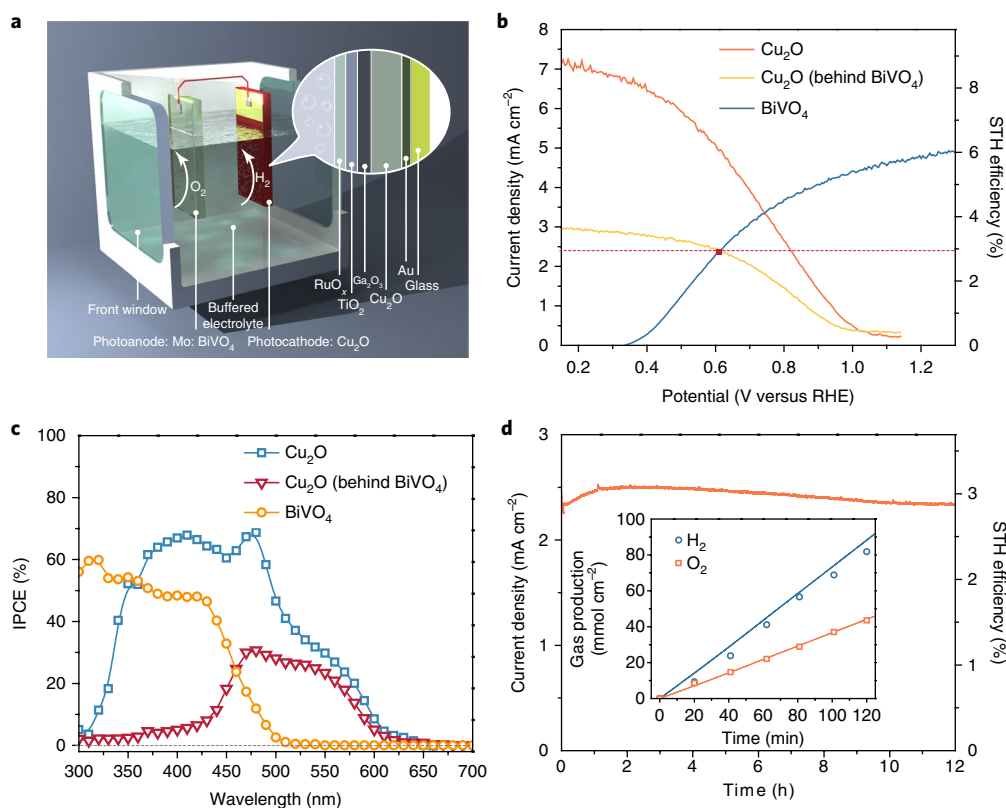 a
O₂
H₂
RuOₓ
TiO₂
Ga₂O₃
Cu₂O
Au
Glass
Front window
Buffered
electrolyte
Photoanode: Mo: BiVO₄
Photocathode: Cu₂O
b
Cu₂O
Cu₂O (behind BiVO₄)
BiVO₄
8
7
6
5
4
3
2
1
0
Current density (mA cm⁻²)
8
6
4
2
0
STH efficiency (%)
0.2 0.4 0.6 0.8 1.0 1.2
Potential (V versus RHE)
c
Cu₂O
Cu₂O (behind BiVO₄)
BiVO₄
100
80
60
40
20
0
IPCE (%)
300 350 400 450 500 550 600 650 700
Wavelength (nm)
d
3
2
1
0
Current density (mA cm⁻²)
3
2
1
0
STH efficiency (%)
H₂
O₂
100
80
60
40
20
0
Gas production
(mmol cm⁻²)
0 20 40 60 80 100 120
Time (min)
0 2 4 6 8 10 12
Time (h)